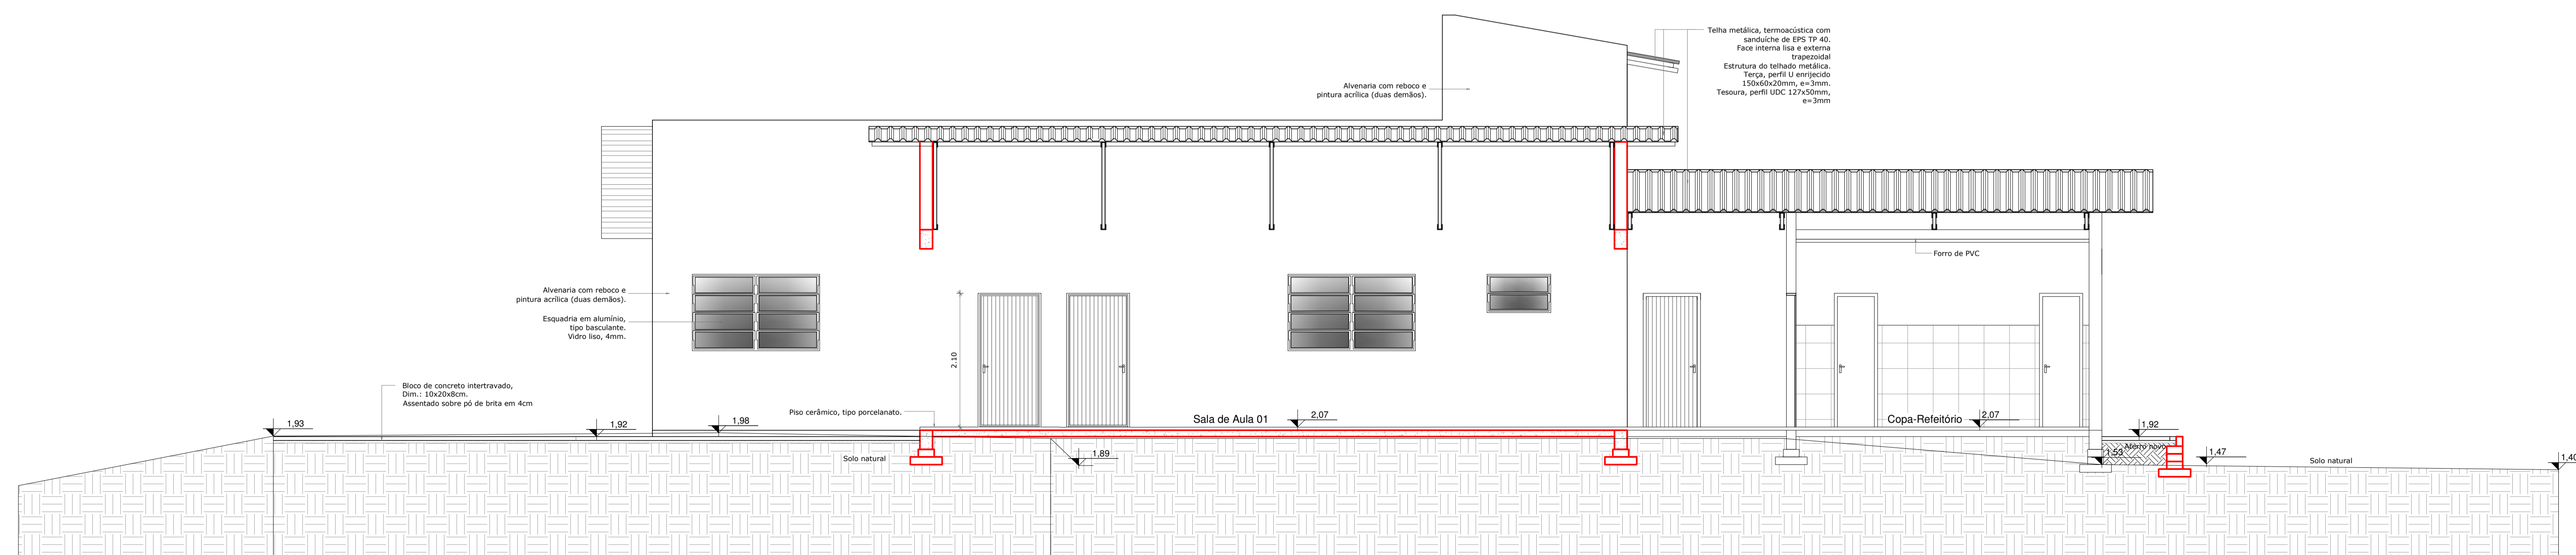 Telha metálica, termoacústica com
sanduíche de EPS TP 40.
Face interna lisa e externa
trapezoidal
Estrutura do telhado metálica.
Terça, perfil U enrijecido
150x60x20mm, e=3mm.
Tesoura, perfil UDC 127x50mm,
e=3mm
Alvenaria com reboco e
pintura acrílica (duas demãos).
Forro de PVC
Alvenaria com reboco e
pintura acrílica (duas demãos).
Esquadria em alumínio,
tipo basculante.
Vidro liso, 4mm.
2.10
Bloco de concreto intertravado,
Dim.: 10x20x8cm.
Assentado sobre pó de brita em 4cm
Piso cerâmico, tipo porcelanato.
1,93
1,92
1,98
Sala de Aula 01
2,07
Copa-Refeitório
2,07
1,92
Aterro novo
Solo natural
1,89
1,53
1,47
Solo natural
1,40